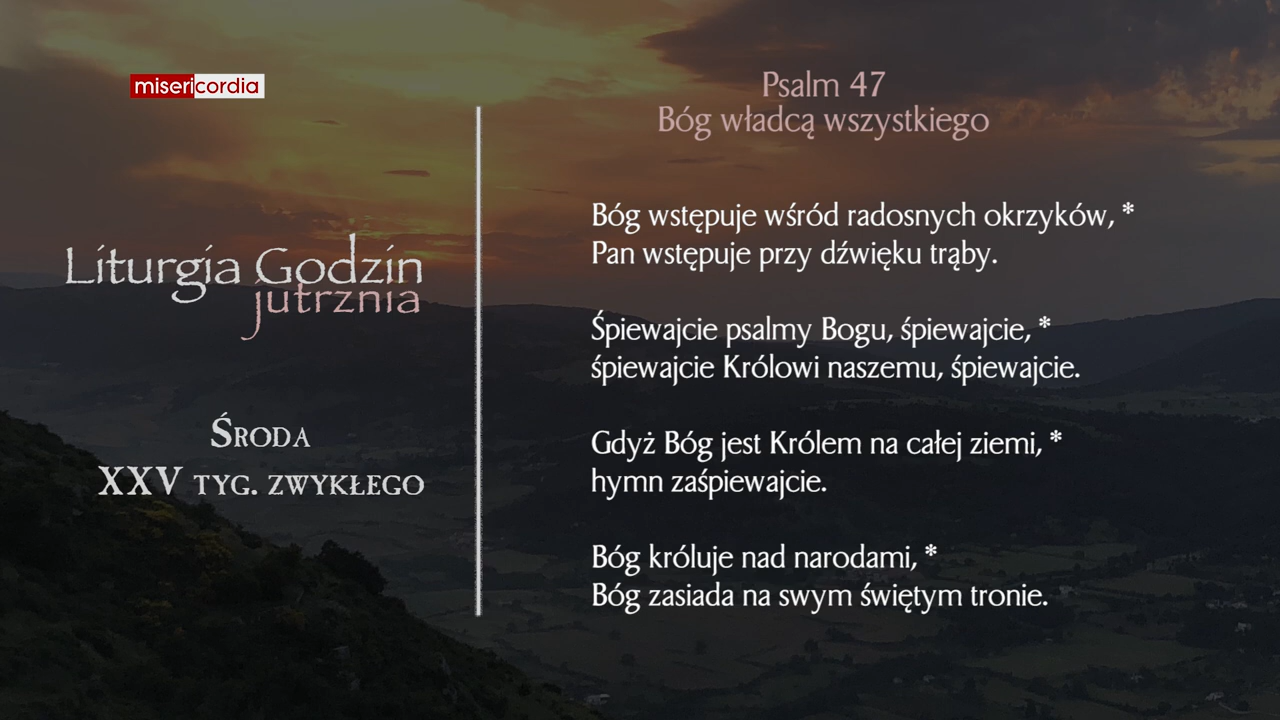 misericordia
Liturgia Godzin
jutrznia
Środa
XXV tyg. zwykłego
Psalm 47
Bóg władcą wszystkiego
Bóg wstępuje wśród radosnych okrzyków, *
Pan wstępuje przy dźwięku trąby.
Śpiewajcie psalmy Bogu, śpiewajcie, *
śpiewajcie Królowi naszemu, śpiewajcie.
Gdyż Bóg jest Królem na całej ziemi, *
hymn zaśpiewajcie.
Bóg króluje nad narodami, *
Bóg zasiada na swym świętym tronie.